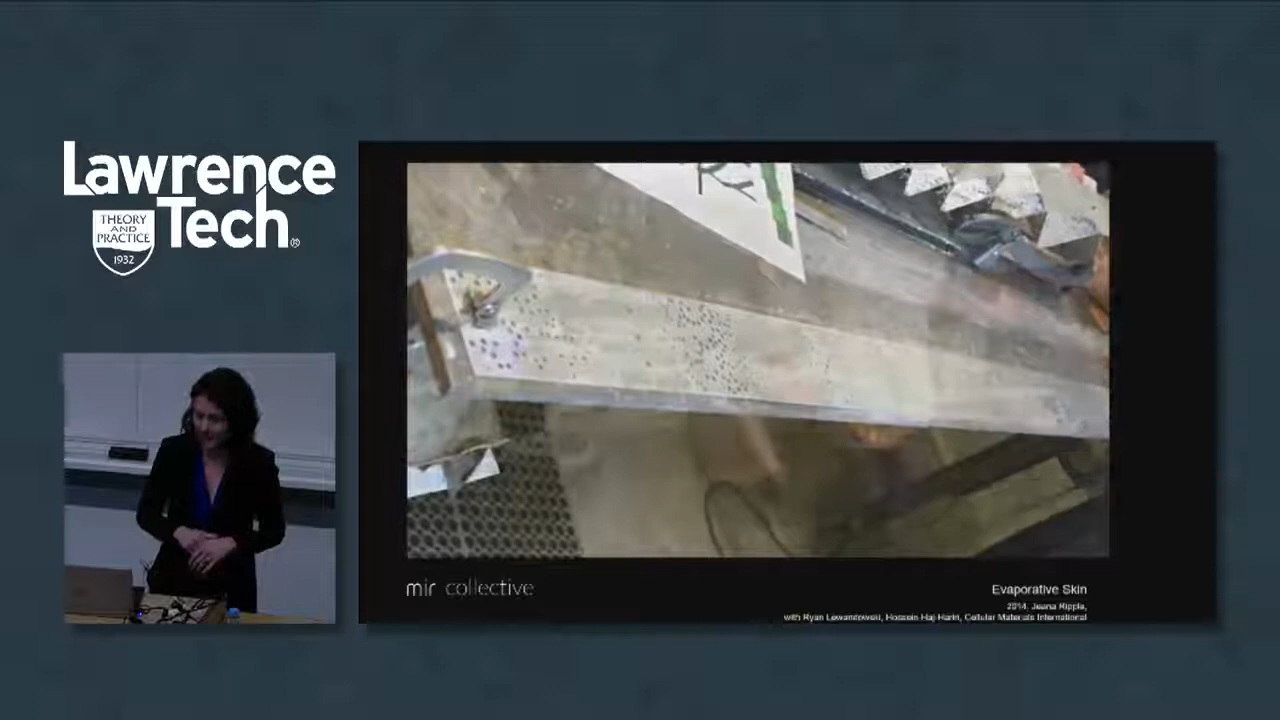 Lawrence
Tech®
THEORY
AND
PRACTICE
1932
RY
mir collective
Evaporative Skin
2014, Jeana Ripple,
with Ryan Lewandowski, Hossein Haj-Hariri, Cellular Materials International